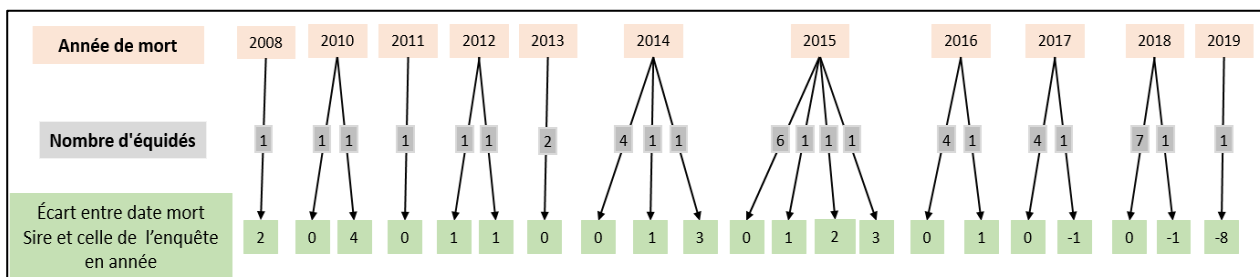 Année de mort 2008 2010 2011 2012 2013 2014 2015 2016 2017 2018 2019
Nombre d'équidés 1 1 1 1 1 1 2 4 1 1 6 1 1 1 4 1 4 1 7 1 1
Écart entre date mort
Sire et celle de l'enquête
en année
2 0 4 0 1 1 0 0 1 3 0 1 2 3 0 1 0 -1 0 -1 -8